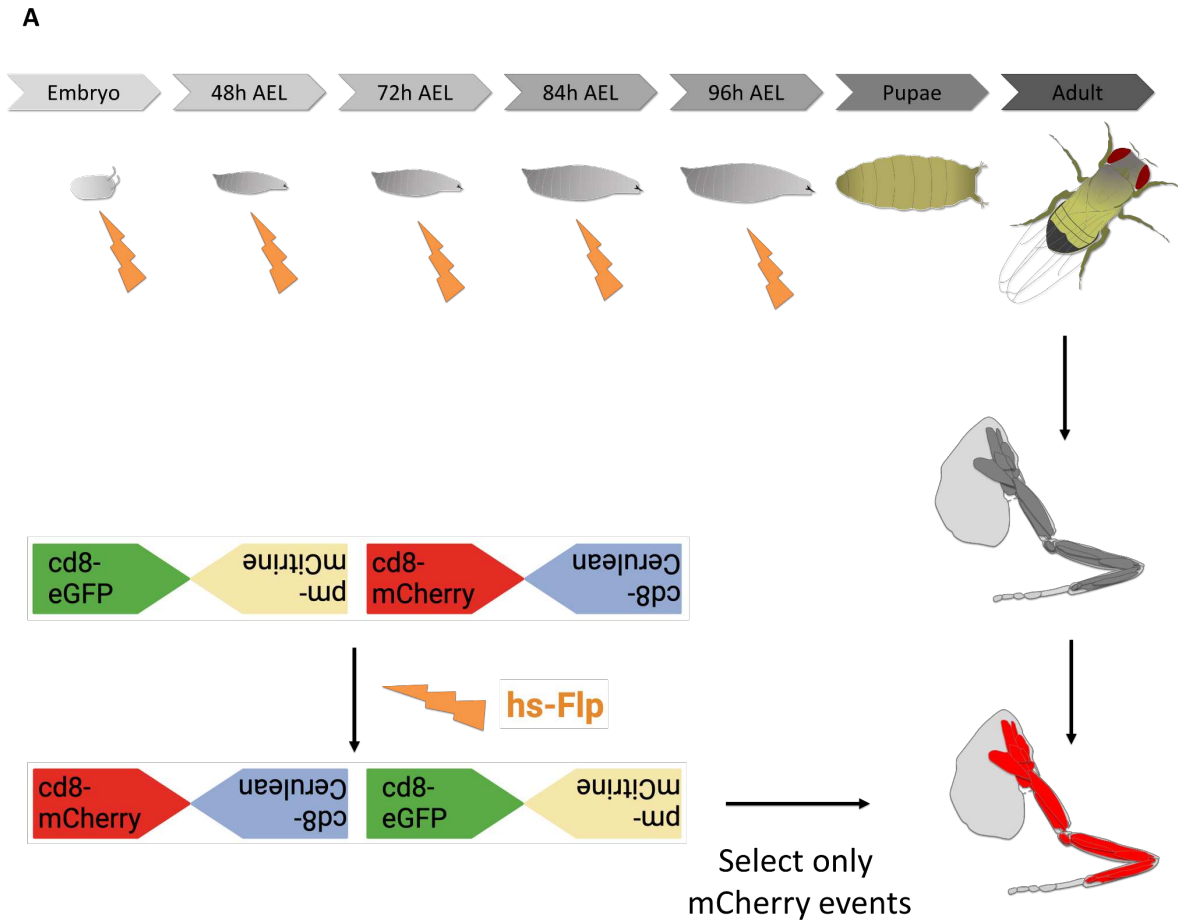 A
Embryo
48h AEL
72h AEL
84h AEL
96h AEL
Pupae
Adult
cd8-
eGFP
pm-
mCitrine
cd8-
mCherry
cd8-
Cerulean
hs-Flp
cd8-
mCherry
cd8-
Cerulean
cd8-
eGFP
pm-
mCitrine
Select only
mCherry events